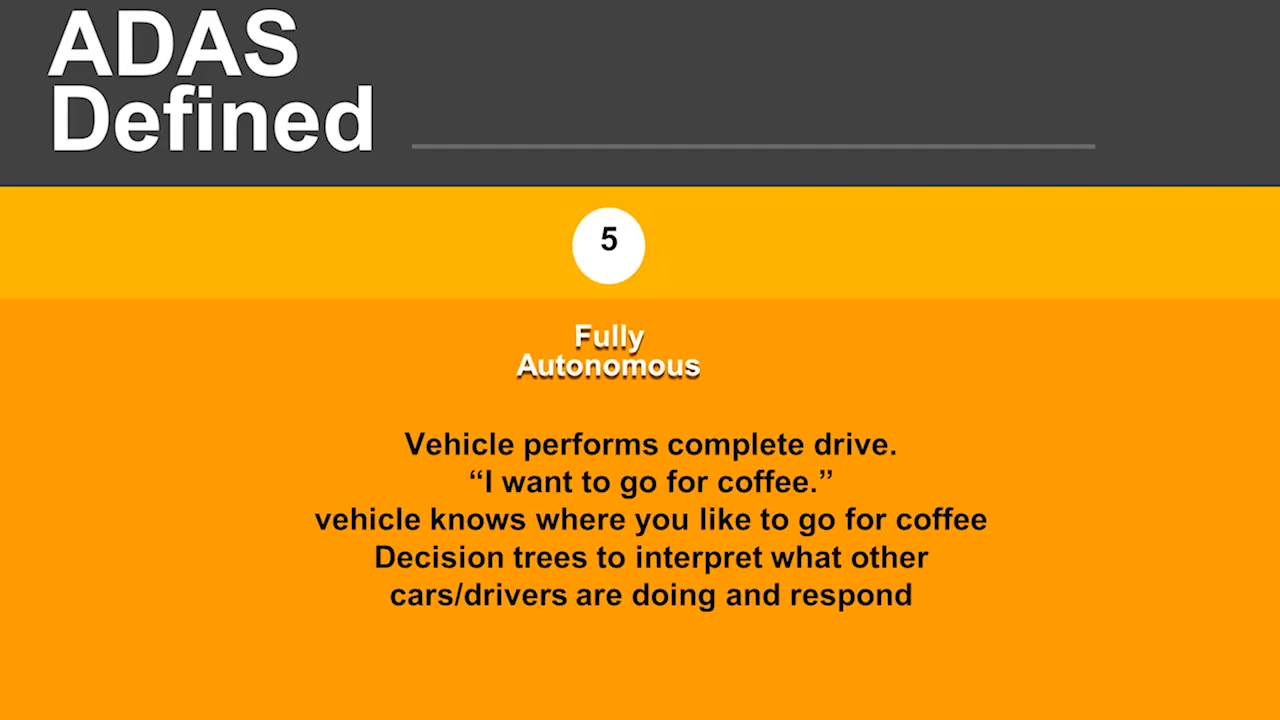 ADAS
Defined
5
Fully
Autonomous
Vehicle performs complete drive.
“I want to go for coffee.”
vehicle knows where you like to go for coffee
Decision trees to interpret what other
cars/drivers are doing and respond